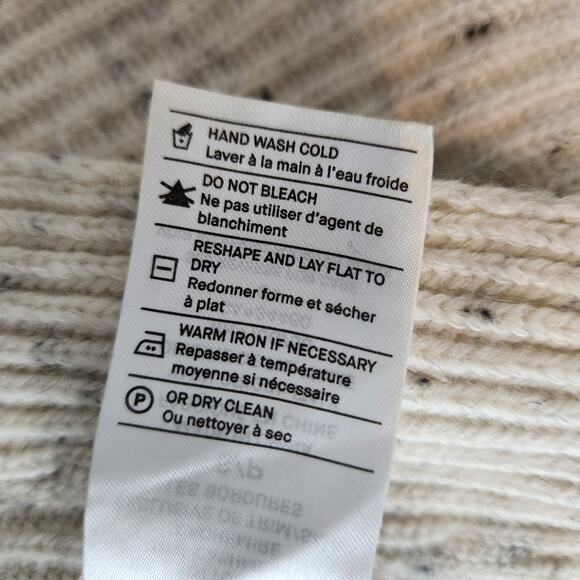 HAND WASH COLD
Laver à la main à l'eau froide
DO NOT BLEACH
Ne pas utiliser d'agent de
blanchiment
RESHAPE AND LAY FLAT TO
DRY
Redonner forme et sécher
à plat
WARM IRON IF NECESSARY
Repasser à température
moyenne si nécessaire
P OR DRY CLEAN
Ou nettoyer à sec